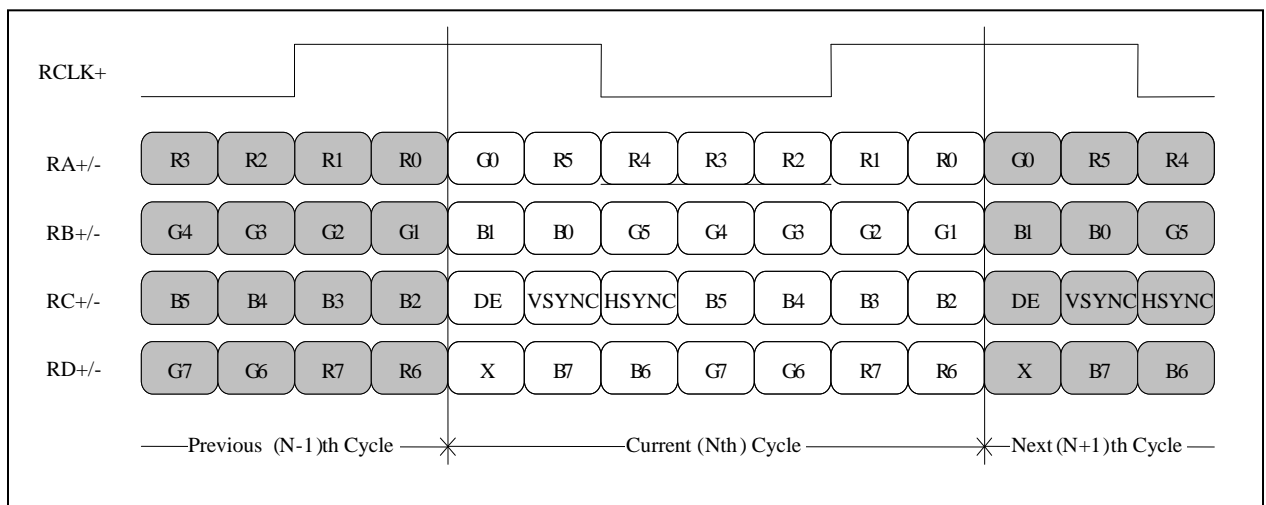 RCLK+
RA+/- R3 R2 R1 R0 G0 R5 R4 R3 R2 R1 R0 G0 R5 R4
RB+/- G4 G3 G2 G1 B1 B0 G5 G4 G3 G2 G1 B1 B0 G5
RC+/- B5 B4 B3 B2 DE VSYNC HSYNC B5 B4 B3 B2 DE VSYNC HSYNC
RD+/- G7 G6 R7 R6 X B7 B6 G7 G6 R7 R6 X B7 B6
Previous (N-1)th Cycle Current (Nth) Cycle Next (N+1)th Cycle